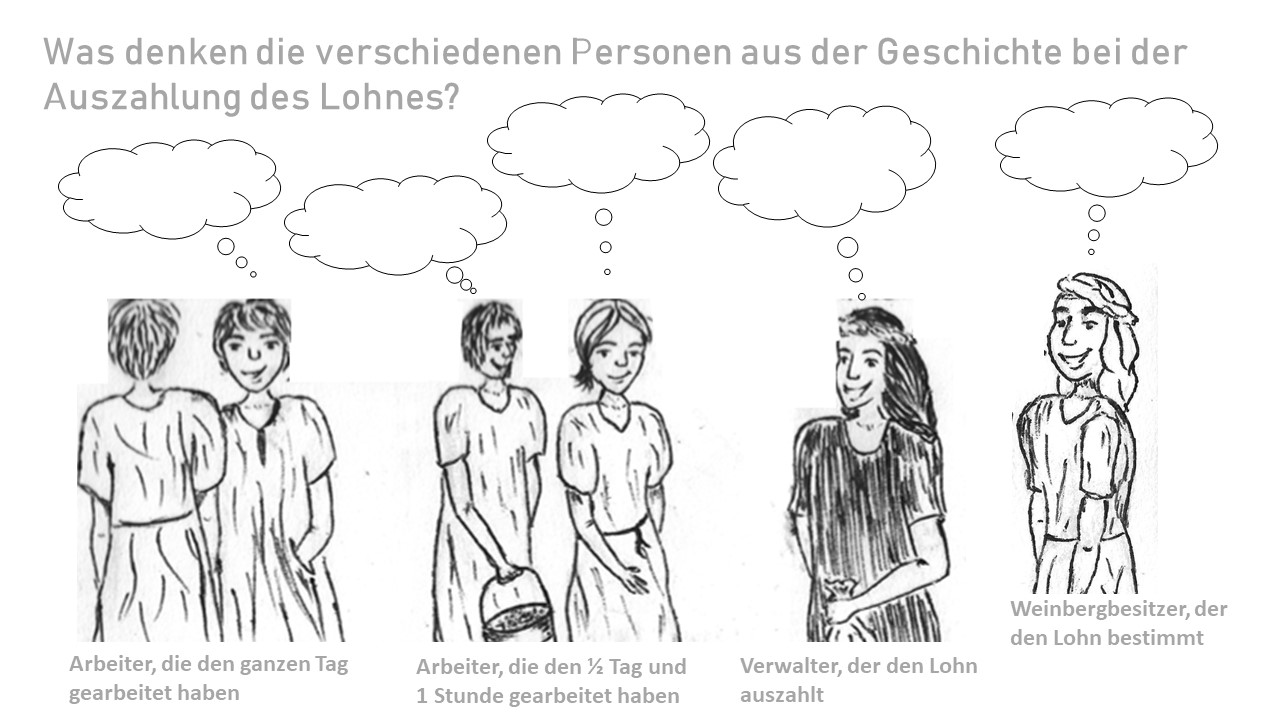 Was denken die verschiedenen Personen aus der Geschichte bei der
Auszahlung des Lohnes?
Arbeiter, die den ganzen Tag
gearbeitet haben
Arbeiter, die den ½ Tag und
1 Stunde gearbeitet haben
Verwalter, der den Lohn
auszahlt
Weinbergbesitzer, der
den Lohn bestimmt